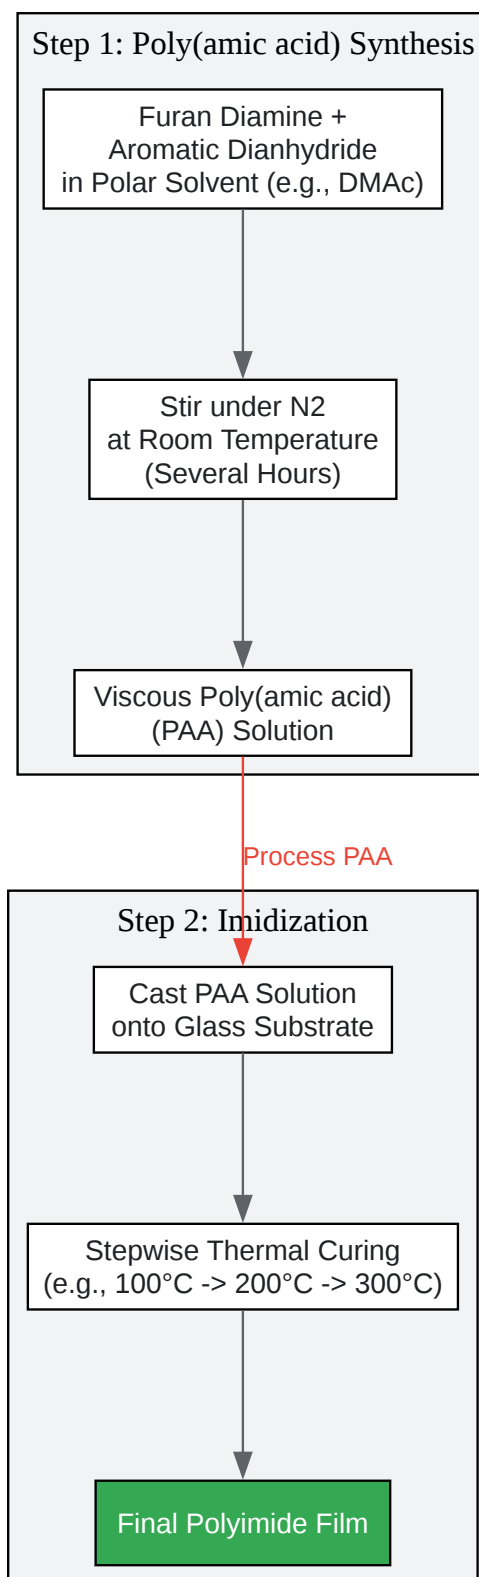 Step 1: Poly(amic acid) Synthesis
Furan Diamine +
Aromatic Dianhydride
in Polar Solvent (e.g., DMAc)
Stir under N2
at Room Temperature
(Several Hours)
Viscous Poly(amic acid)
(PAA) Solution
Process PAA
Step 2: Imidization
Cast PAA Solution
onto Glass Substrate
Stepwise Thermal Curing
(e.g., 100°C -> 200°C -> 300°C)
Final Polyimide Film